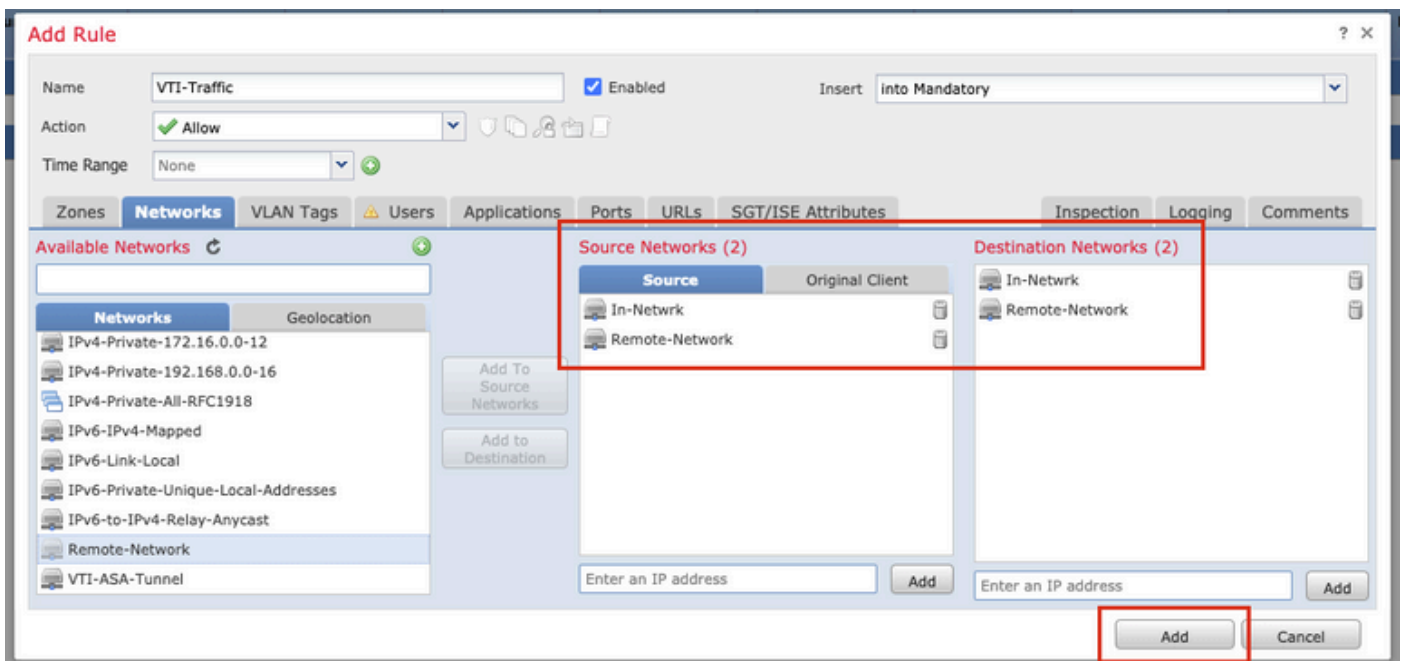 Add Rule
?
Name VTI-Traffic Enabled Insert into Mandatory
Action Allow
Time Range None
Zones Networks VLAN Tags Users Applications Ports URLs SGT/ISE Attributes Inspection Logging Comments
Available Networks Source Networks (2) Destination Networks (2)
Source Original Client In-Netwrk
Networks Geolocation In-Netwrk Remote-Network
IPv4-Private-172.16.0.0-12 Remote-Network
IPv4-Private-192.168.0.0-16
Add To
Source
Networks
IPv4-Private-All-RFC1918
IPv6-IPv4-Mapped
Add to
Destination
IPv6-Link-Local
IPv6-Private-Unique-Local-Addresses
IPv6-to-IPv4-Relay-Anycast
Remote-Network
VTI-ASA-Tunnel Enter an IP address Add Enter an IP address Add
Add Cancel